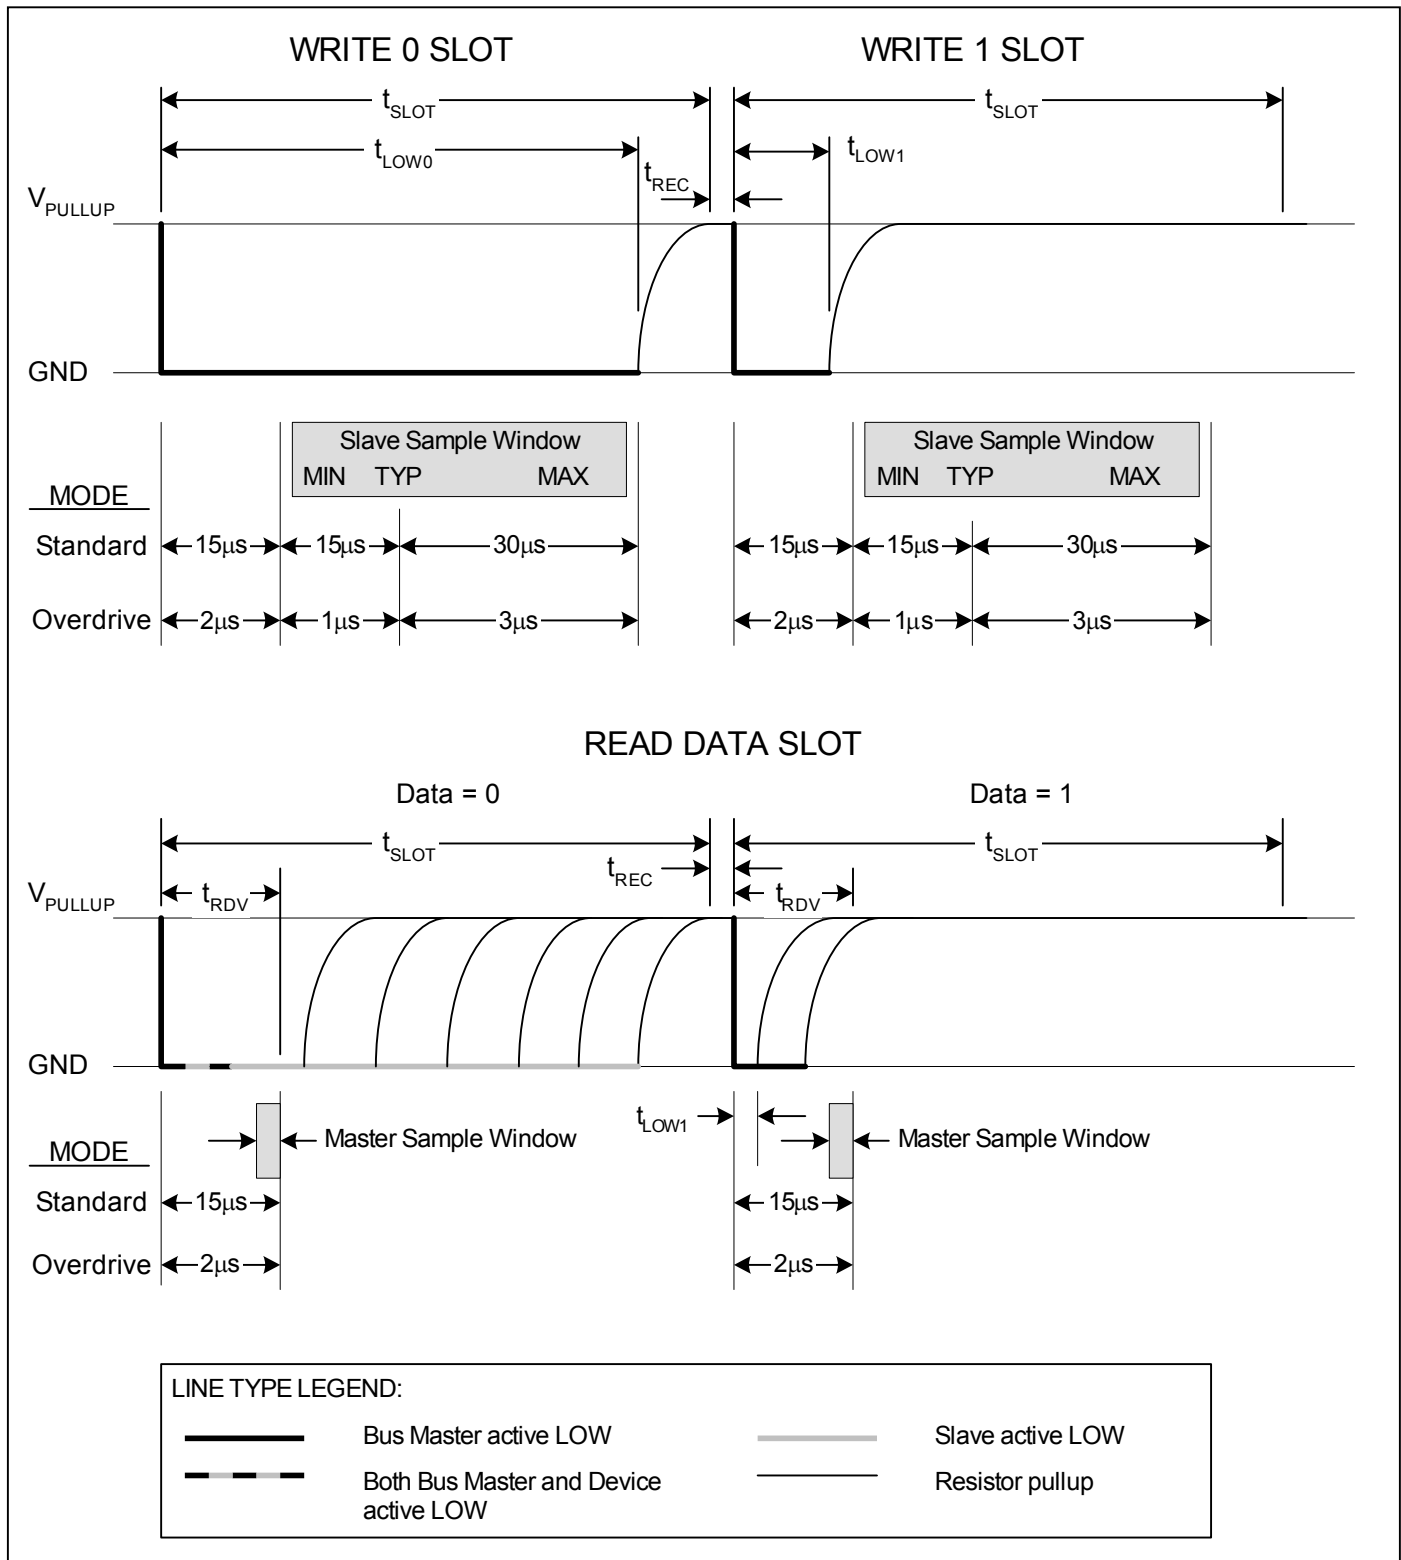 WRITE 0 SLOT WRITE 1 SLOT
tSLOT tSLOT
tLOW0 tREC tLOW1
VPULLUP
GND
Slave Sample Window Slave Sample Window
MIN TYP MAX MIN TYP MAX
MODE
Standard 15μs 15μs 30μs 15μs 15μs 30μs
Overdrive 2μs 1μs 3μs 2μs 1μs 3μs
READ DATA SLOT
Data = 0 Data = 1
tSLOT tSLOT
tREC
VPULLUP tRDV tRDV
GND
tLOW1
MODE Master Sample Window Master Sample Window
Standard 15μs 15μs
Overdrive 2μs 2μs
LINE TYPE LEGEND:
Bus Master active LOW Slave active LOW
Both Bus Master and Device Resistor pullup
active LOW